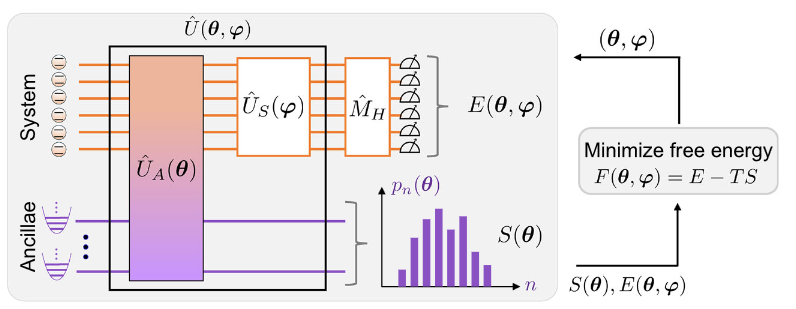 Û(θ, φ)
System
Û_A(θ)
Û_S(φ)
M̂_H
E(θ, φ)
Ancillae
p_n(θ)
S(θ)
n
(θ, φ)
Minimize free energy
F(θ, φ) = E − TS
S(θ), E(θ, φ)